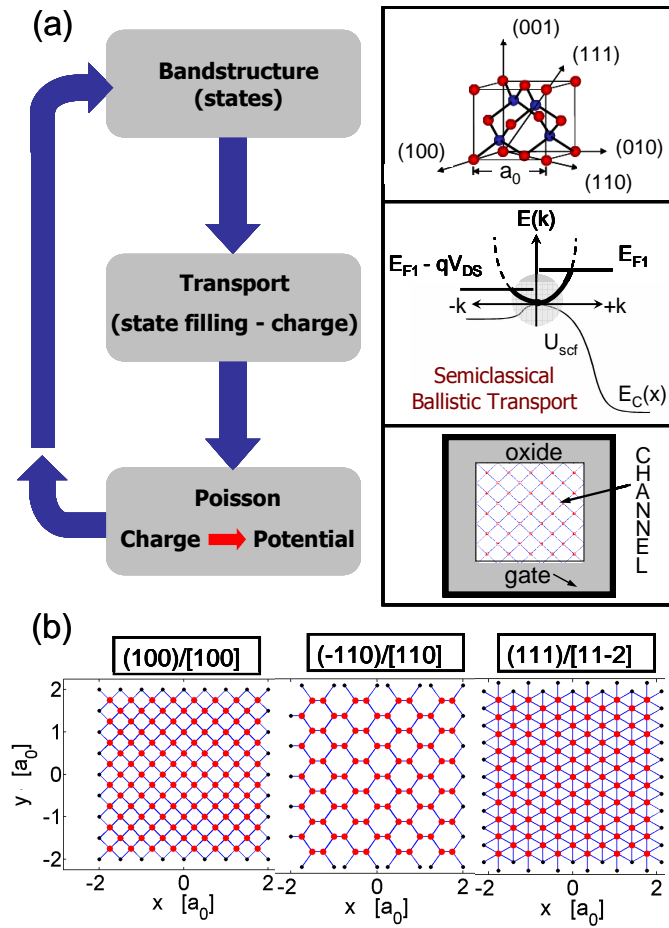 (a)
Bandstructure
(states)
Transport
(state filling - charge)
Poisson
Charge Potential
(001)
(111)
(100)
(010)
a0
(110)
E(k)
EF1 - qVDS
EF1
-k
+k
Uscf
Semiclassical
Ballistic Transport
EC(x)
oxide
CHANNEL
gate
(b)
(100)/[100]
(-110)/[110]
(111)/[11-2]
y [a0]
2
1
0
-1
-2
-2 0 2
x [a0]
-2 0 2
x [a0]
-2 0 2
x [a0]